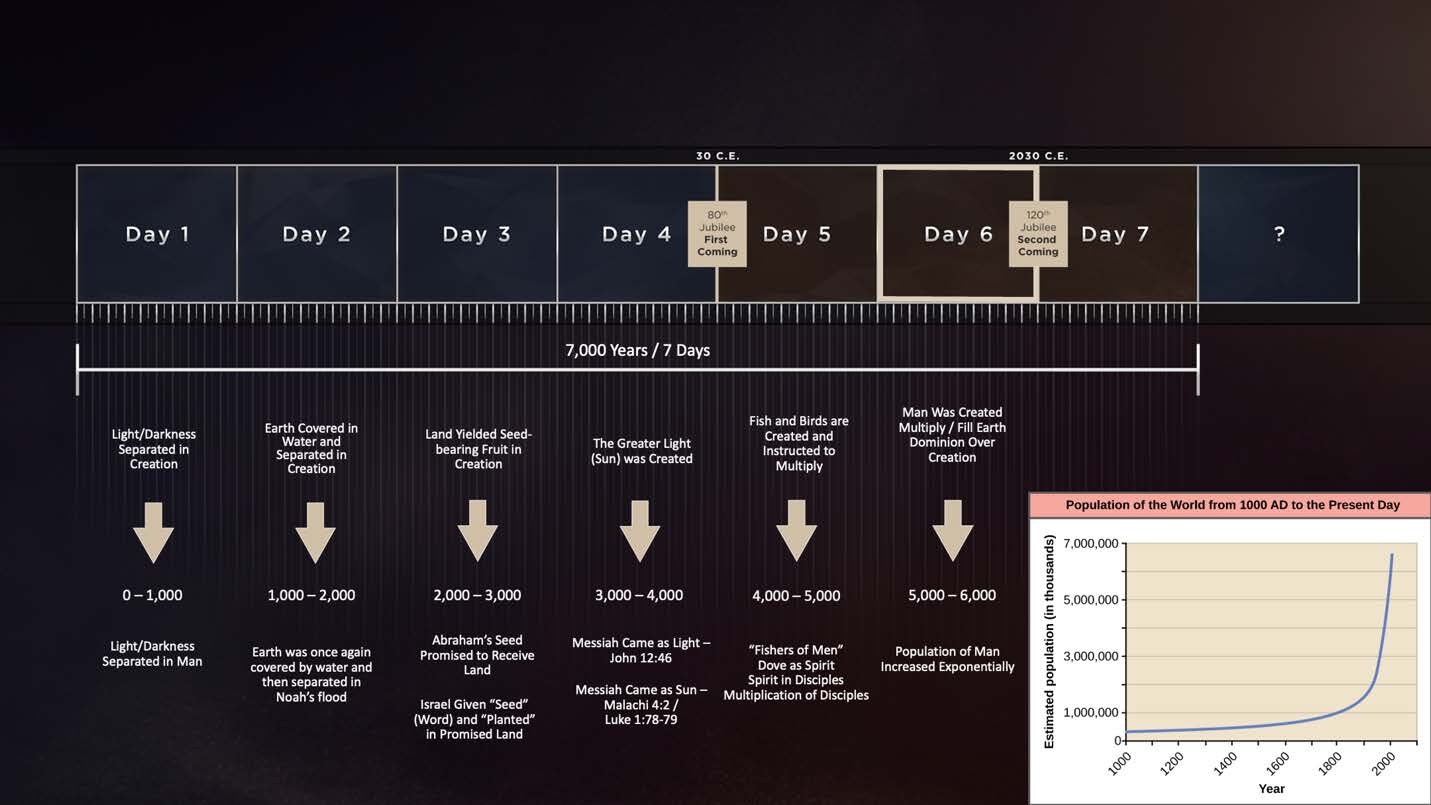 30 C.E.
2030 C.E.
Day 1
Day 2
Day 3
Day 4
80th
Jubilee
First
Coming
Day 5
Day 6
120th
Jubilee
Second
Coming
Day 7
?
7,000 Years / 7 Days
Light/Darkness
Separated in
Creation
Earth Covered in
Water and
Separated in
Creation
Land Yielded Seed-
bearing Fruit in
Creation
The Greater Light
(Sun) was Created
Fish and Birds are
Created and
Instructed to
Multiply
Man Was Created
Multiply / Fill Earth
Dominion Over
Creation
0 – 1,000
1,000 – 2,000
2,000 – 3,000
3,000 – 4,000
4,000 – 5,000
5,000 – 6,000
Light/Darkness
Separated in Man
Earth was once again
covered by water and
then separated in
Noah's flood
Abraham's Seed
Promised to Receive
Land
Israel Given "Seed"
(Word) and "Planted"
in Promised Land
Messiah Came as Light –
John 12:46
Messiah Came as Sun –
Malachi 4:2 /
Luke 1:78-79
"Fishers of Men"
Dove as Spirit
Spirit in Disciples
Multiplication of Disciples
Population of Man
Increased Exponentially
Population of the World from 1000 AD to the Present Day
Estimated population (in thousands)
7,000,000
5,000,000
3,000,000
1,000,000
0
1000
1200
1400
1600
1800
2000
Year